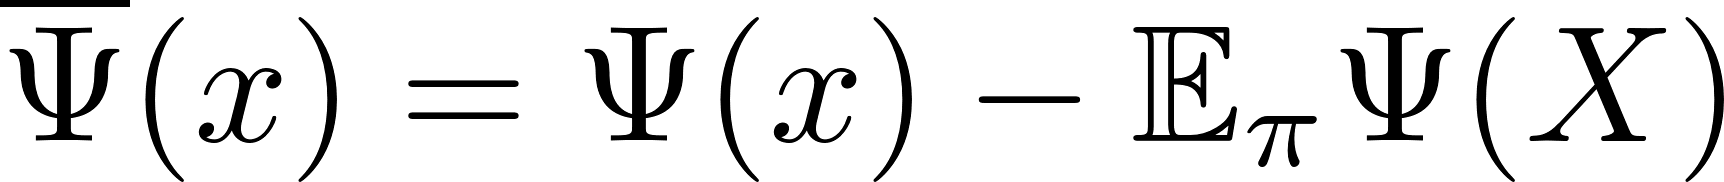 $\overline{\Psi}(x) = \Psi(x) - \mathbb{E}_{\pi}\Psi(X)$